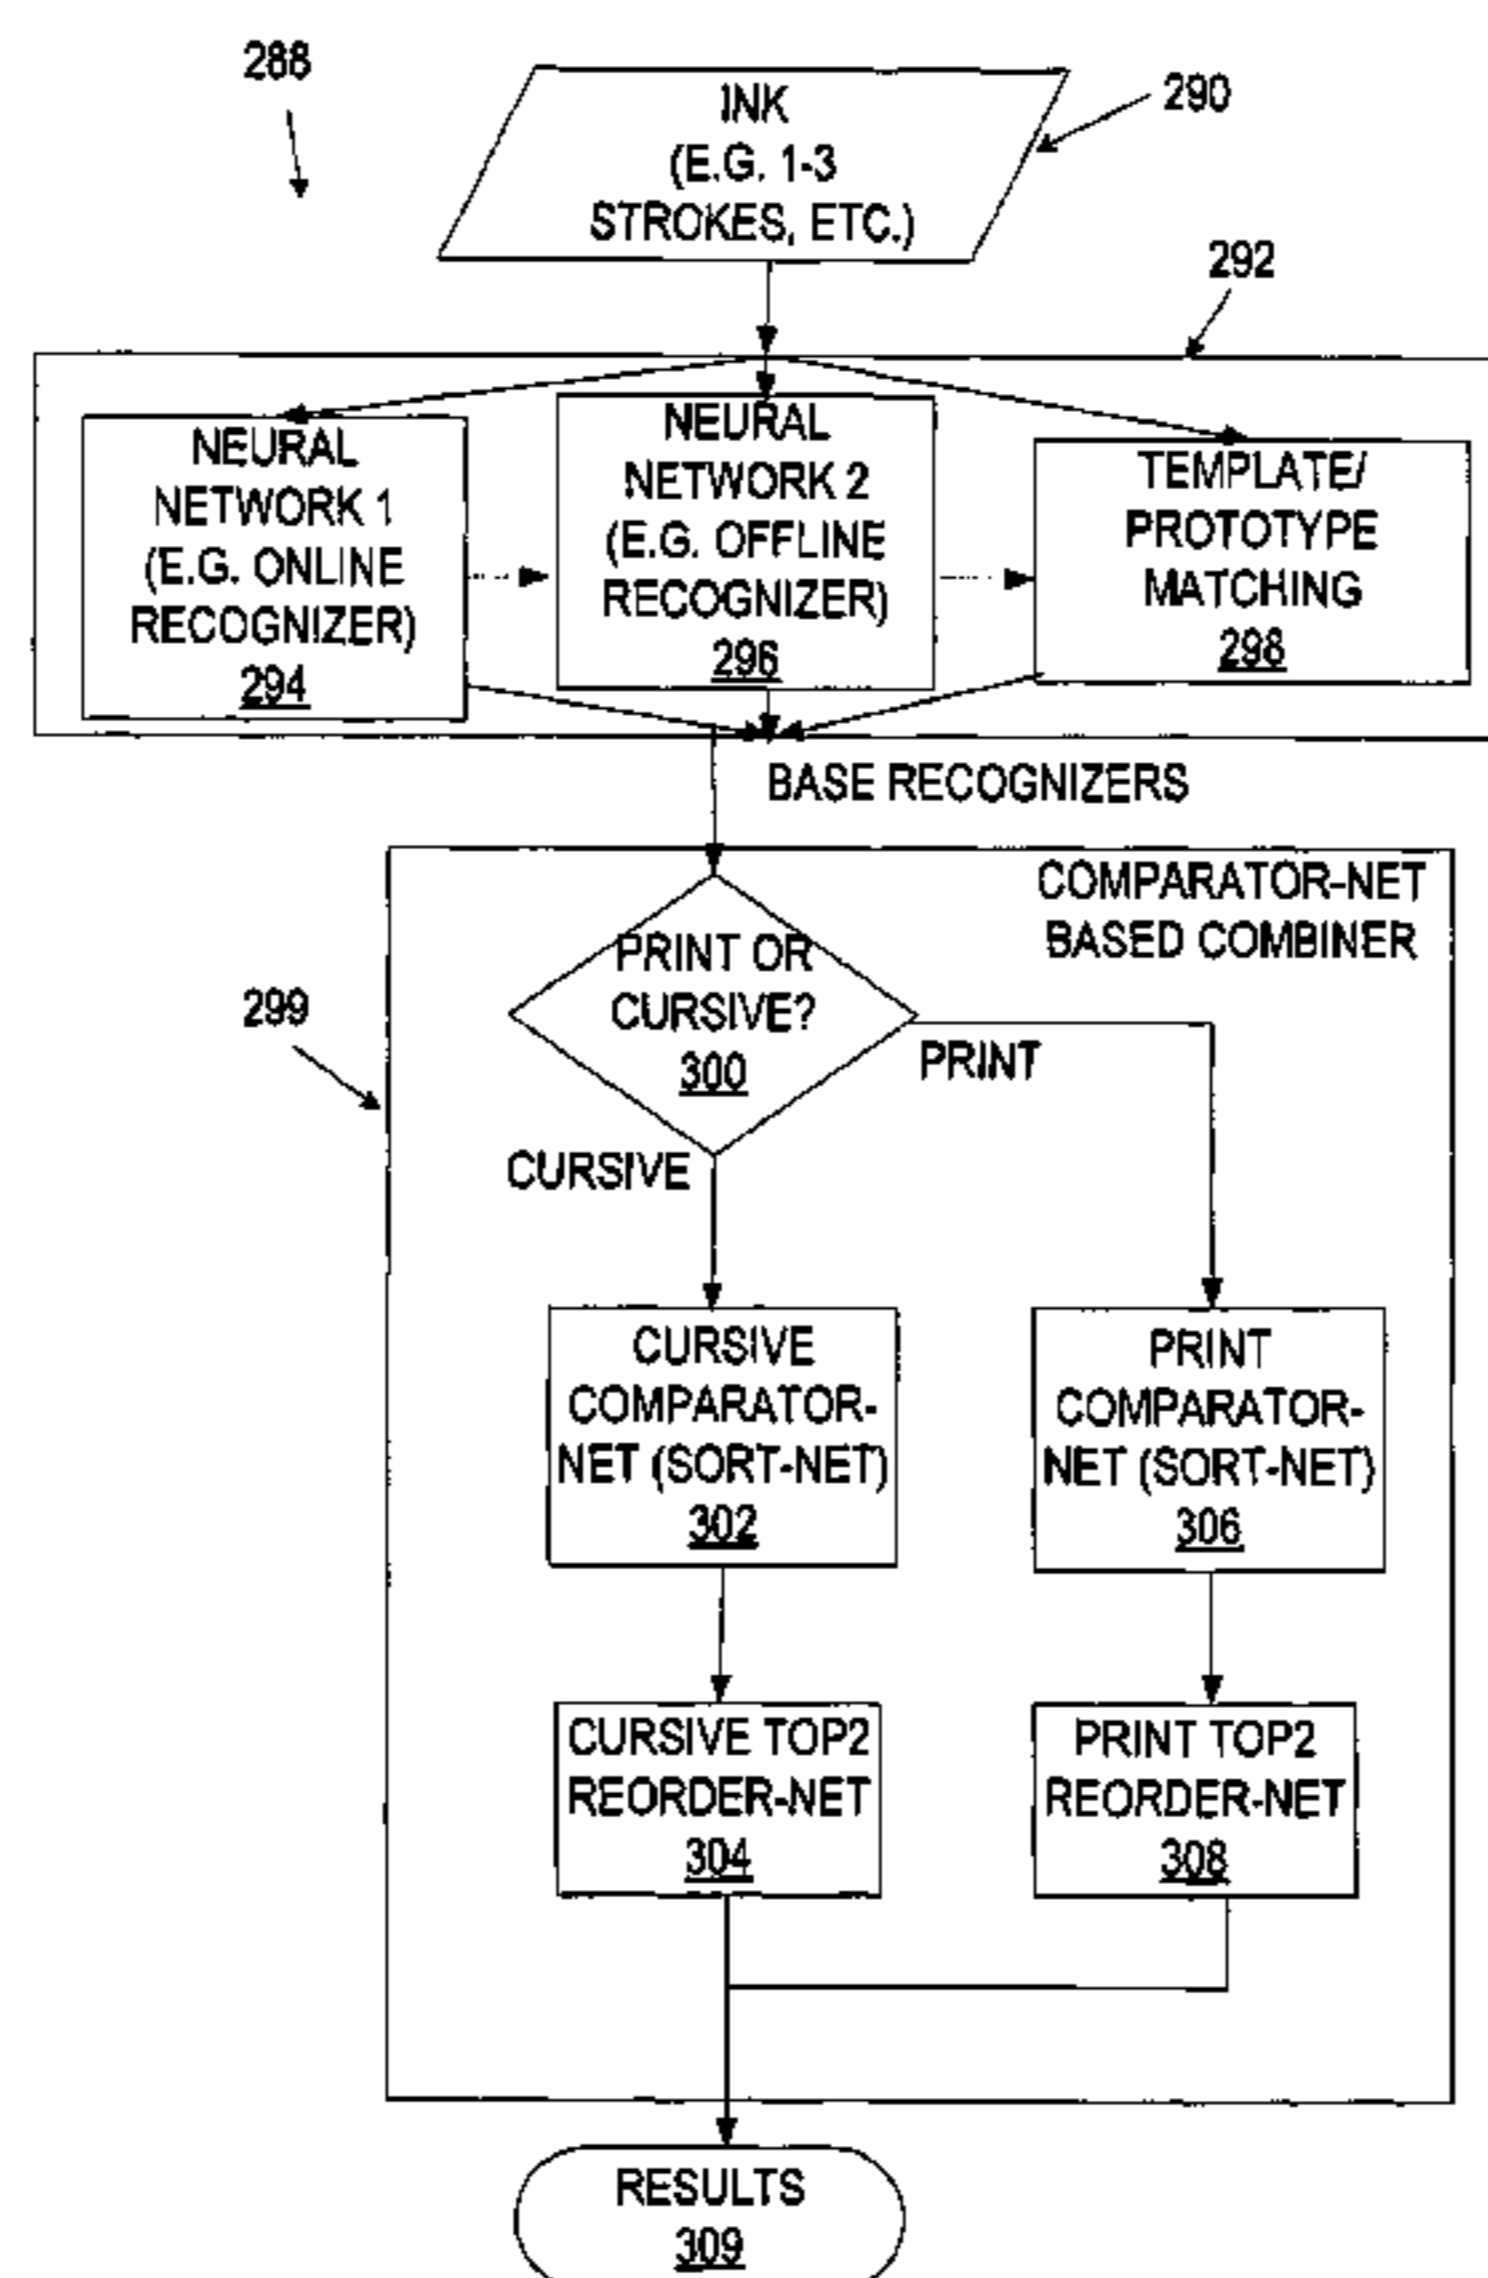 288
INK
(E.G. 1-3
STROKES, ETC.)
290
292
NEURAL
NETWORK 1
(E.G. ONLINE
RECOGNIZER)
294
NEURAL
NETWORK 2
(E.G. OFFLINE
RECOGNIZER)
296
TEMPLATE/
PROTOTYPE
MATCHING
298
BASE RECOGNIZERS
COMPARATOR-NET
BASED COMBINER
299
PRINT OR
CURSIVE?
300
PRINT
CURSIVE
CURSIVE
COMPARATOR-
NET (SORT-NET)
302
PRINT
COMPARATOR-
NET (SORT-NET)
306
CURSIVE TOP2
REORDER-NET
304
PRINT TOP2
REORDER-NET
308
RESULTS
309